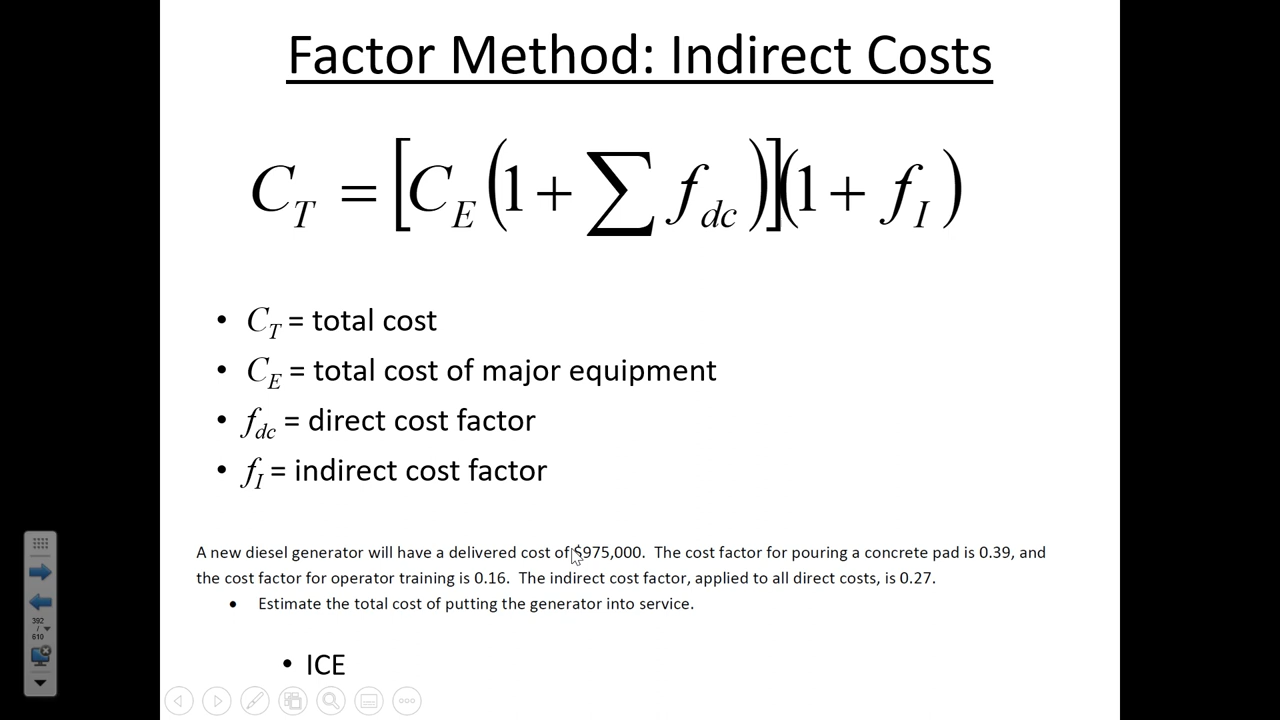 Factor Method: Indirect Costs
C_T = [C_E (1 + ∑ f_dc)](1 + f_I)
• C_T = total cost
• C_E = total cost of major equipment
• f_dc = direct cost factor
• f_I = indirect cost factor
A new diesel generator will have a delivered cost of $975,000. The cost factor for pouring a concrete pad is 0.39, and
the cost factor for operator training is 0.16. The indirect cost factor, applied to all direct costs, is 0.27.
• Estimate the total cost of putting the generator into service.
• ICE
392
/
610